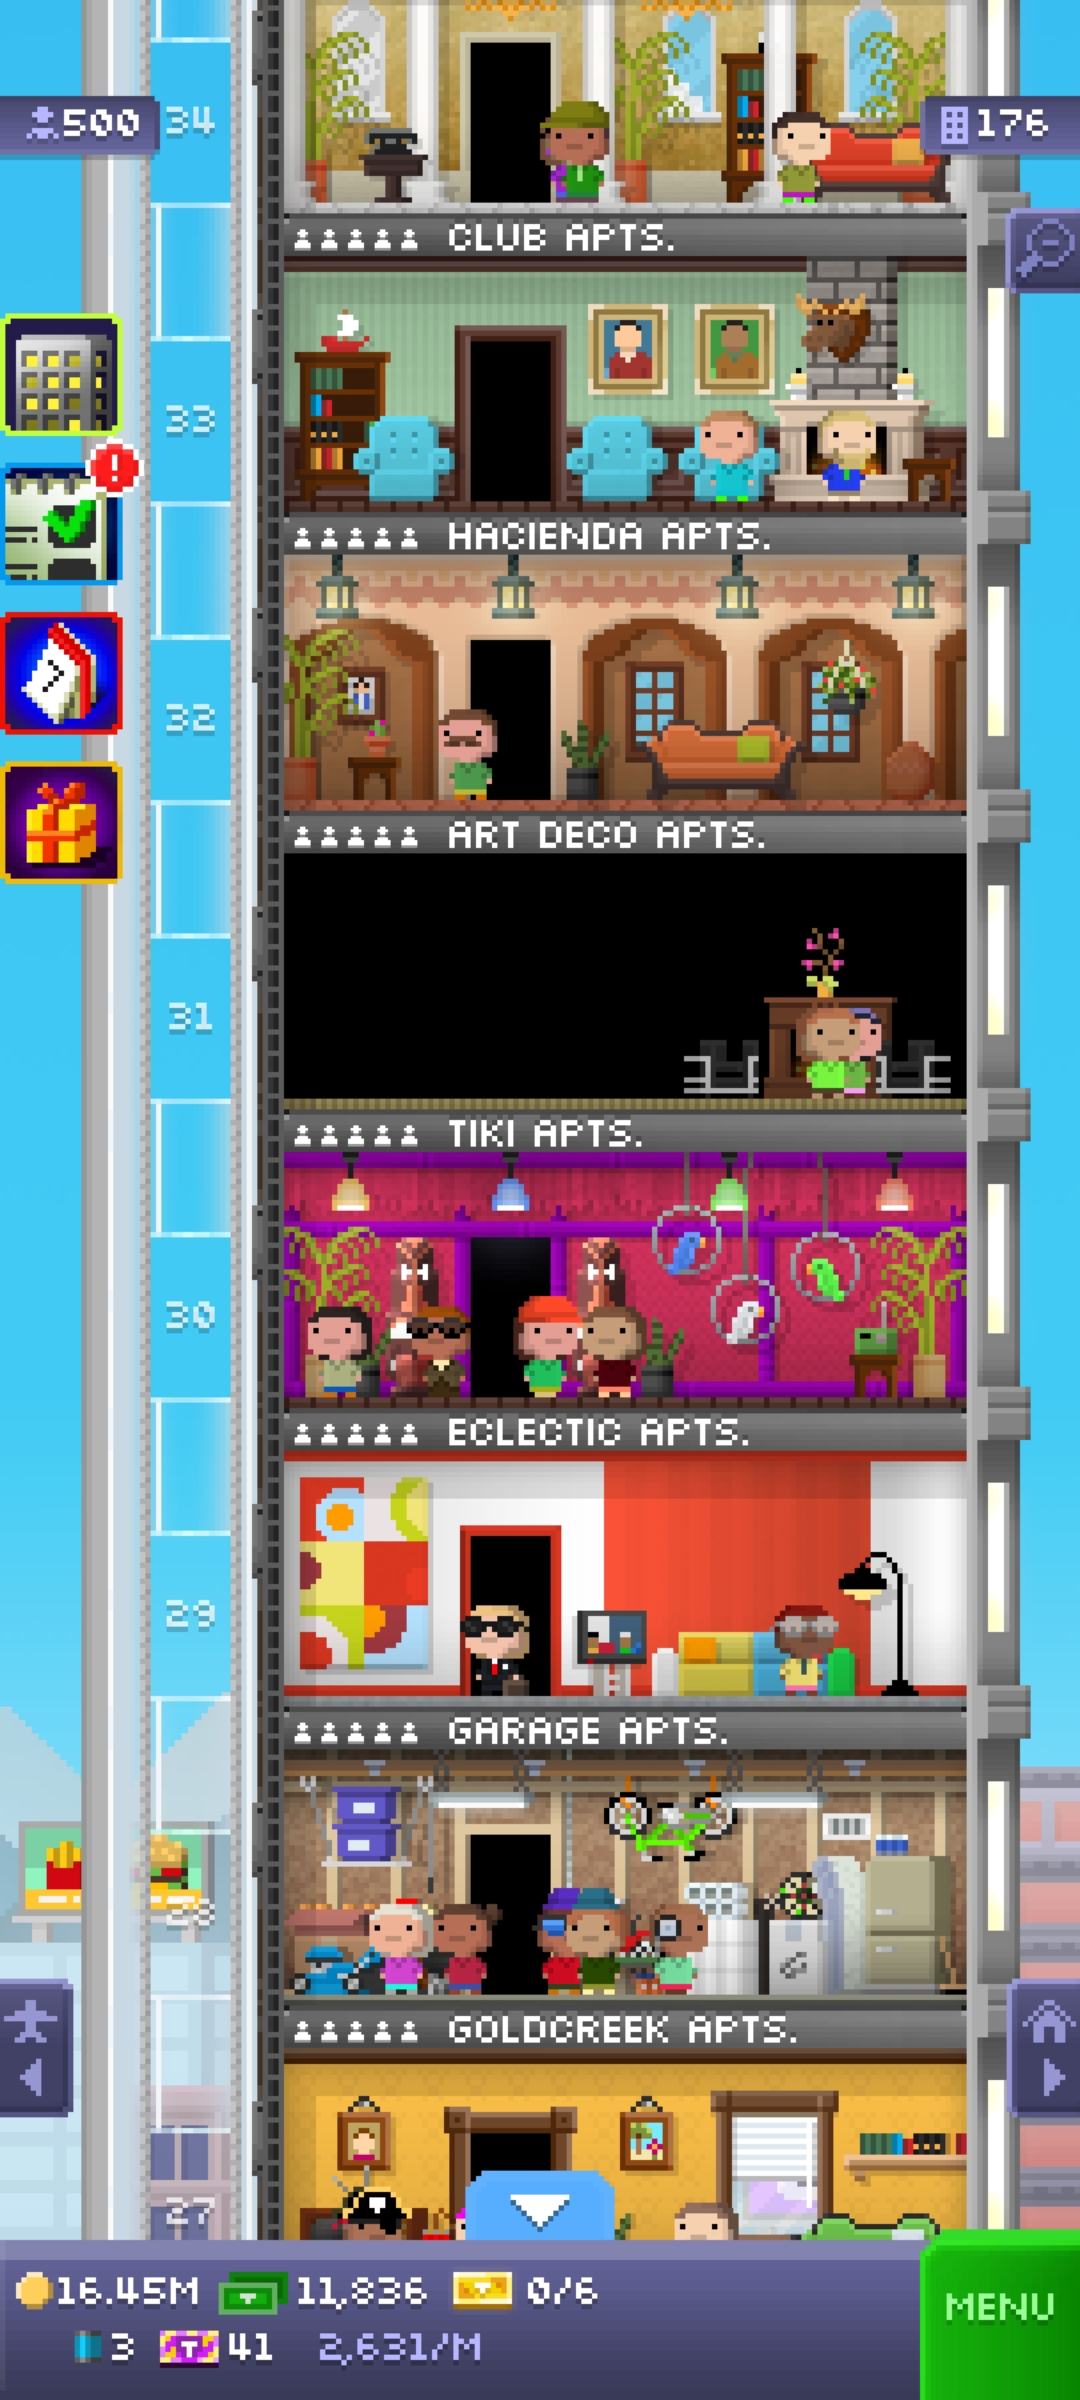 500
34
176
CLUB APTS.
33
HACIENDA APTS.
32
ART DECO APTS.
31
TIKI APTS.
30
ECLECTIC APTS.
29
GARAGE APTS.
28
GOLDCREEK APTS.
27
16.45M 11,836 0/6
3 41 2,631/M
MENU